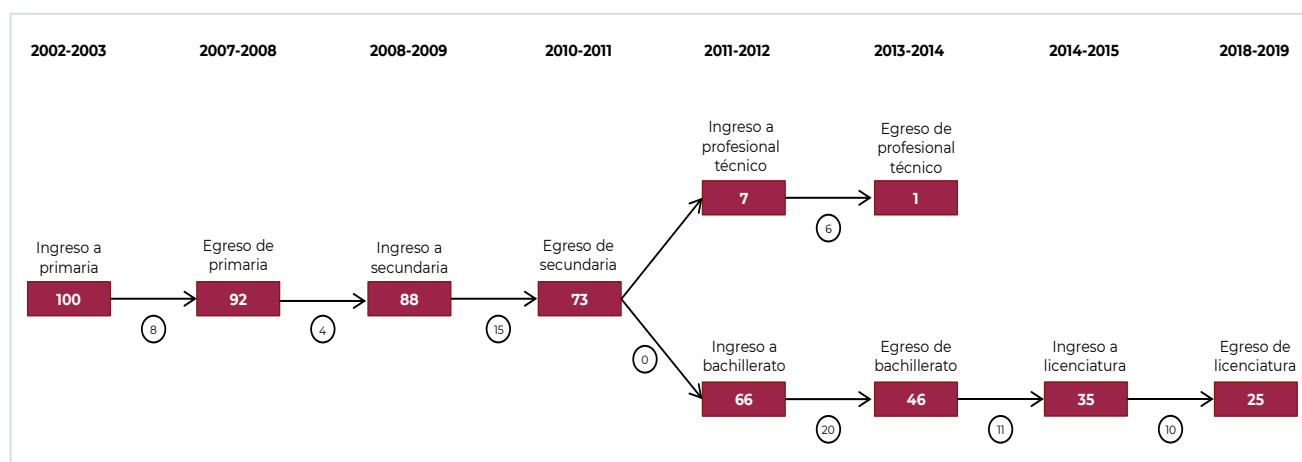 2002-2003 2007-2008 2008-2009 2010-2011 2011-2012 2013-2014 2014-2015 2018-2019
Ingreso a
profesional
técnico
7
Egreso de
profesional
técnico
1
6
Ingreso a
primaria
100
Egreso de
primaria
92
Ingreso a
secundaria
88
Egreso de
secundaria
73
8
4
15
0
Ingreso a
bachillerato
66
Egreso de
bachillerato
46
Ingreso a
licenciatura
35
Egreso de
licenciatura
25
20
11
10